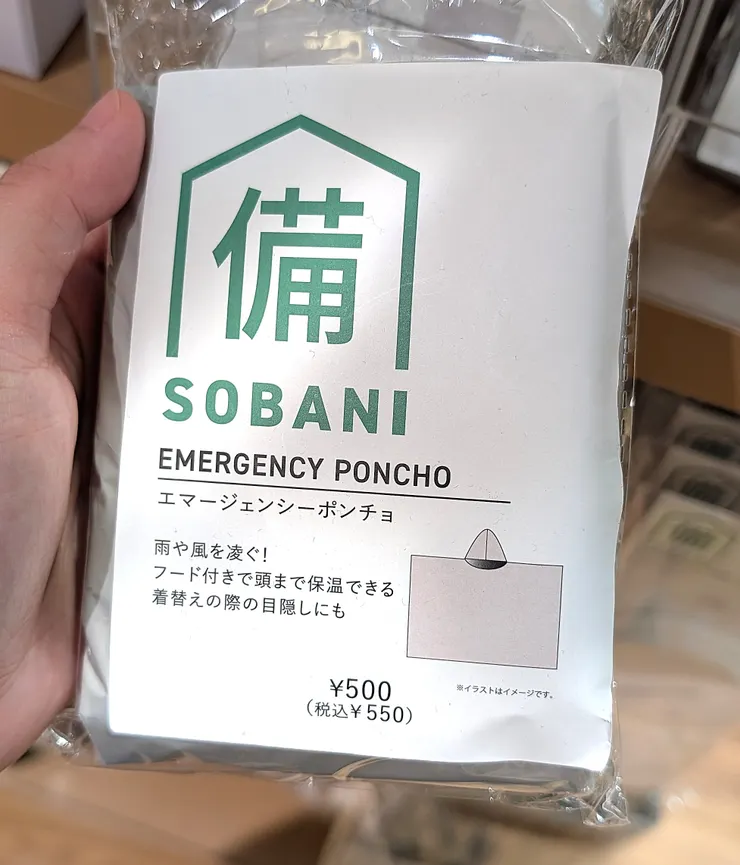 備
SOBANI
EMERGENCY PONCHO
エマージェンシーポンチョ
雨や風を凌ぐ!
フード付きで頭まで保温できる
着替えの際の目隠しにも
¥500
(税込¥550)
※イラストはイメージです。